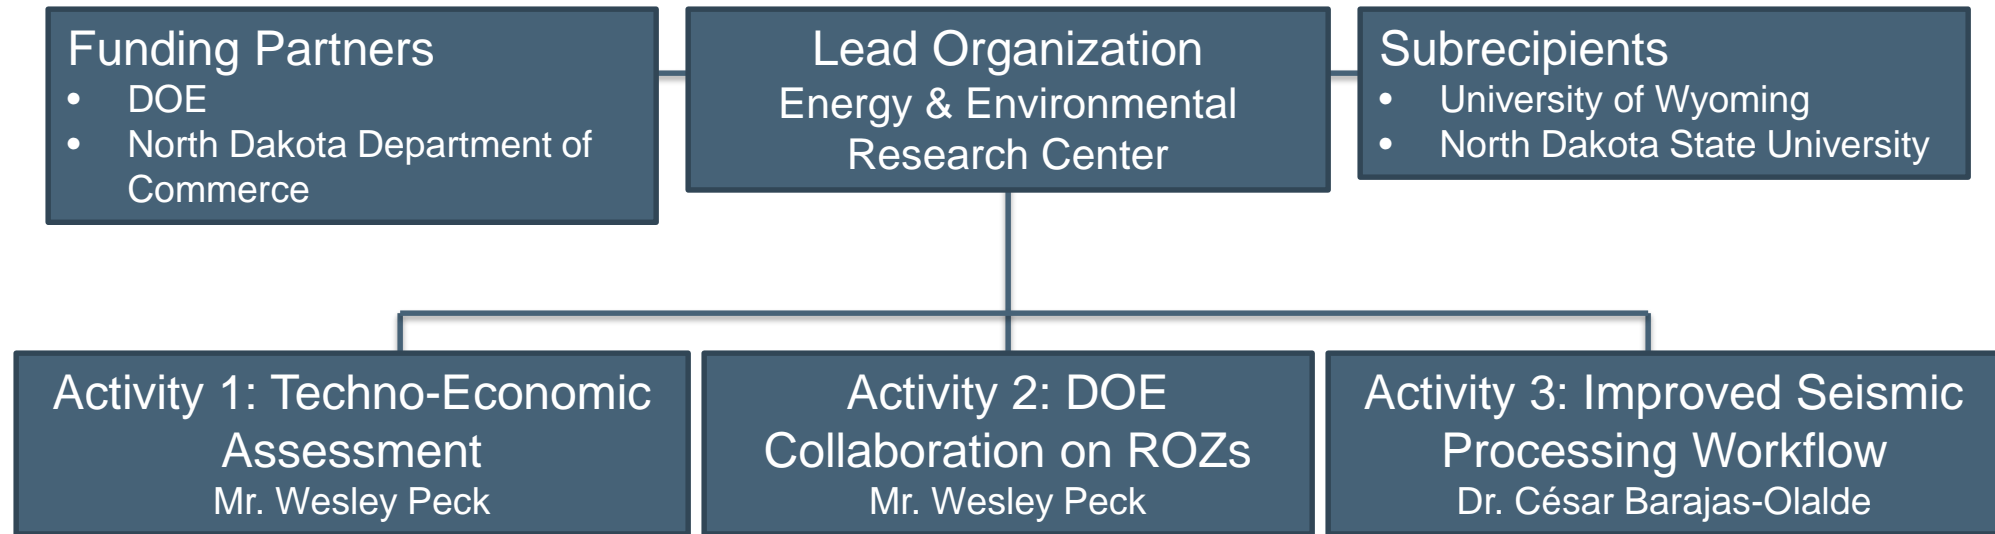 Funding Partners
• DOE
• North Dakota Department of
Commerce
Lead Organization
Energy & Environmental
Research Center
Subrecipients
• University of Wyoming
• North Dakota State University
Activity 1: Techno-Economic
Assessment
Mr. Wesley Peck
Activity 2: DOE
Collaboration on ROZs
Mr. Wesley Peck
Activity 3: Improved Seismic
Processing Workflow
Dr. César Barajas-Olalde